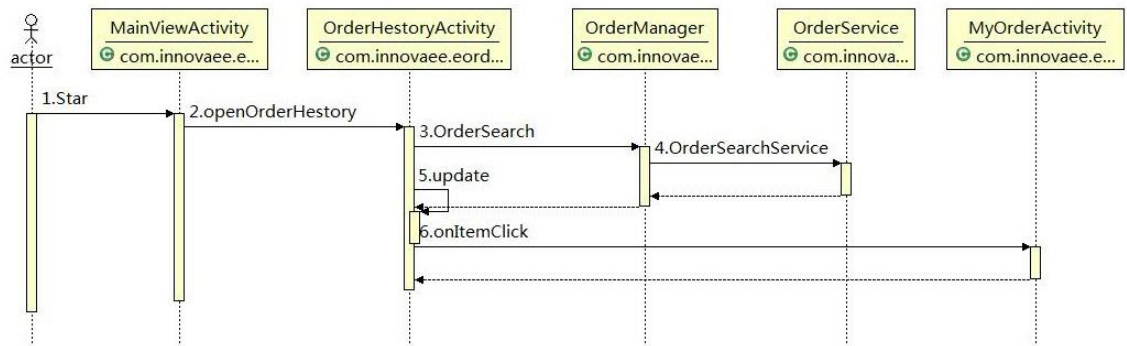 actor
MainViewActivity
com.innovaee.e...
OrderHestoryActivity
com.innovaee.eord...
OrderManager
com.innovae...
OrderService
com.innova...
MyOrderActivity
com.innovaee.e...
1.Star
2.openOrderHestory
3.OrderSearch
4.OrderSearchService
5.update
6.onItemClick